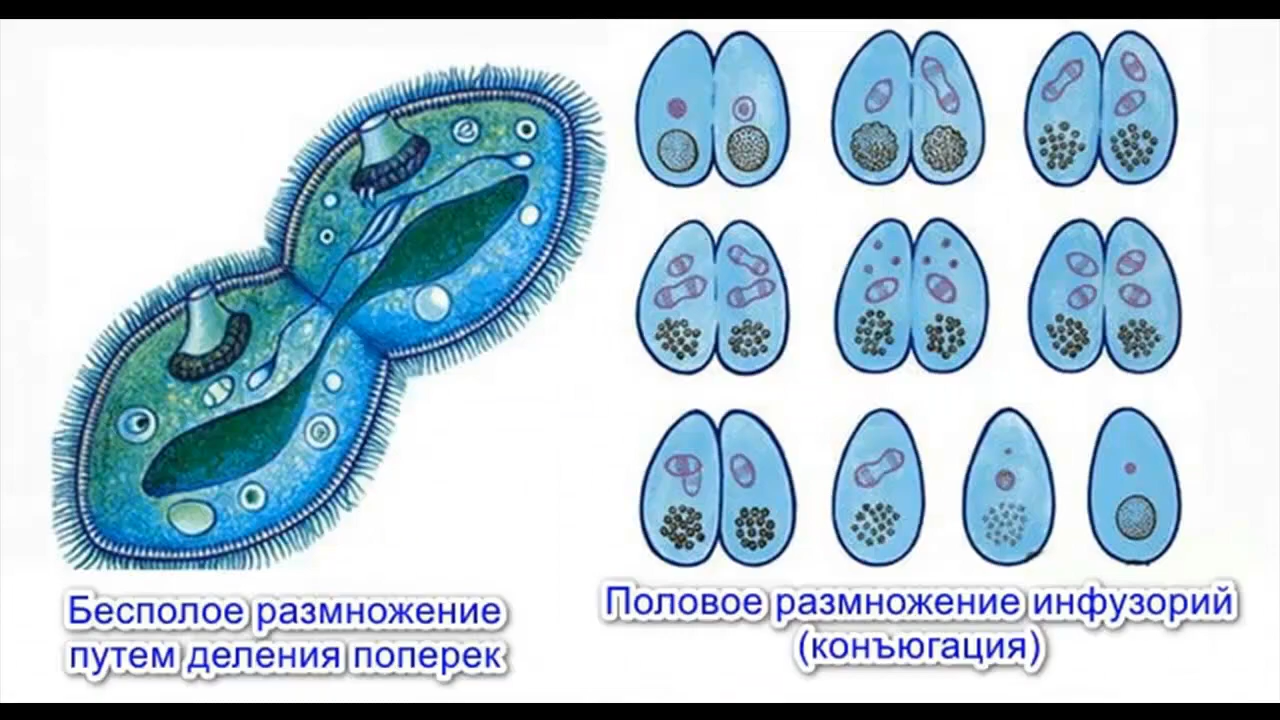 Бесполое размножение
путем деления поперек
Половое размножение инфузорий
(конъюгация)